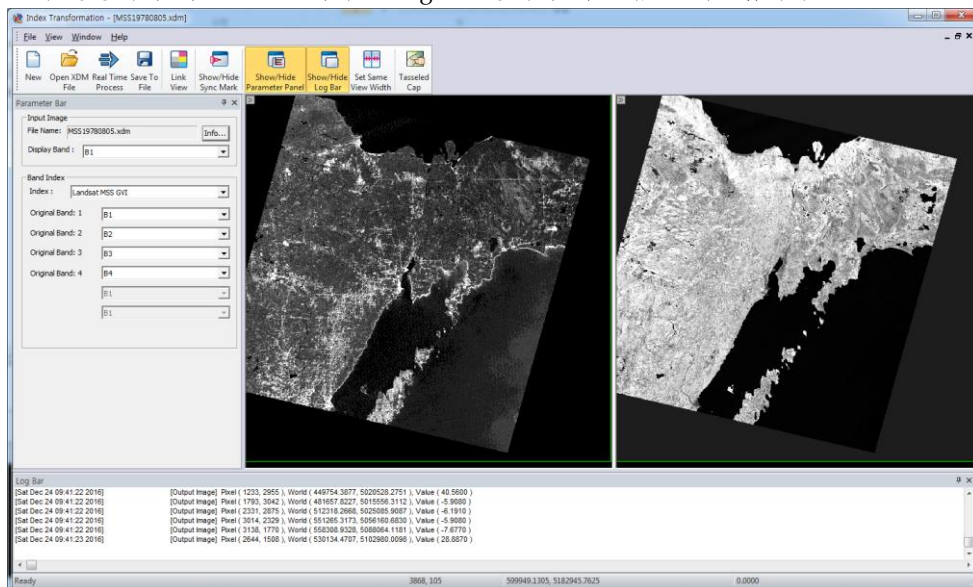 Index Transformation - [MSS19780805.xdm]
File View Window Help
New Open XDM File Real Time Process Save To File Link View Show/Hide Sync Mark Show/Hide Parameter Panel Show/Hide Log Bar Set Same View Width Tasseled Cap
Parameter Bar
Input Image
File Name: MSS19780805.xdm Info...
Display Band : B1
Band Index
Index : Landsat MSS GVI
Original Band: 1 B1
Original Band: 2 B2
Original Band: 3 B3
Original Band: 4 B4
B1
B1
Log Bar
[Sat Dec 24 09:41:22 2016] [Output Image] Pixel ( 1233, 2955 ), World ( 449754.3877, 5020528.2751 ), Value ( 40.5600 )
[Sat Dec 24 09:41:22 2016] [Output Image] Pixel ( 1793, 3042 ), World ( 481657.8227, 5015556.3112 ), Value ( -5.9080 )
[Sat Dec 24 09:41:22 2016] [Output Image] Pixel ( 2331, 2875 ), World ( 512318.2668, 5025085.9087 ), Value ( -6.1910 )
[Sat Dec 24 09:41:22 2016] [Output Image] Pixel ( 3014, 2329 ), World ( 551265.3173, 5056160.6830 ), Value ( -5.9080 )
[Sat Dec 24 09:41:22 2016] [Output Image] Pixel ( 3138, 1770 ), World ( 558308.9328, 5088064.1181 ), Value ( -7.6770 )
[Sat Dec 24 09:41:23 2016] [Output Image] Pixel ( 2644, 1508 ), World ( 530134.4707, 5102980.0098 ), Value ( 28.8870 )
Ready 3868, 105 599949.1305, 5182945.7625 0.0000